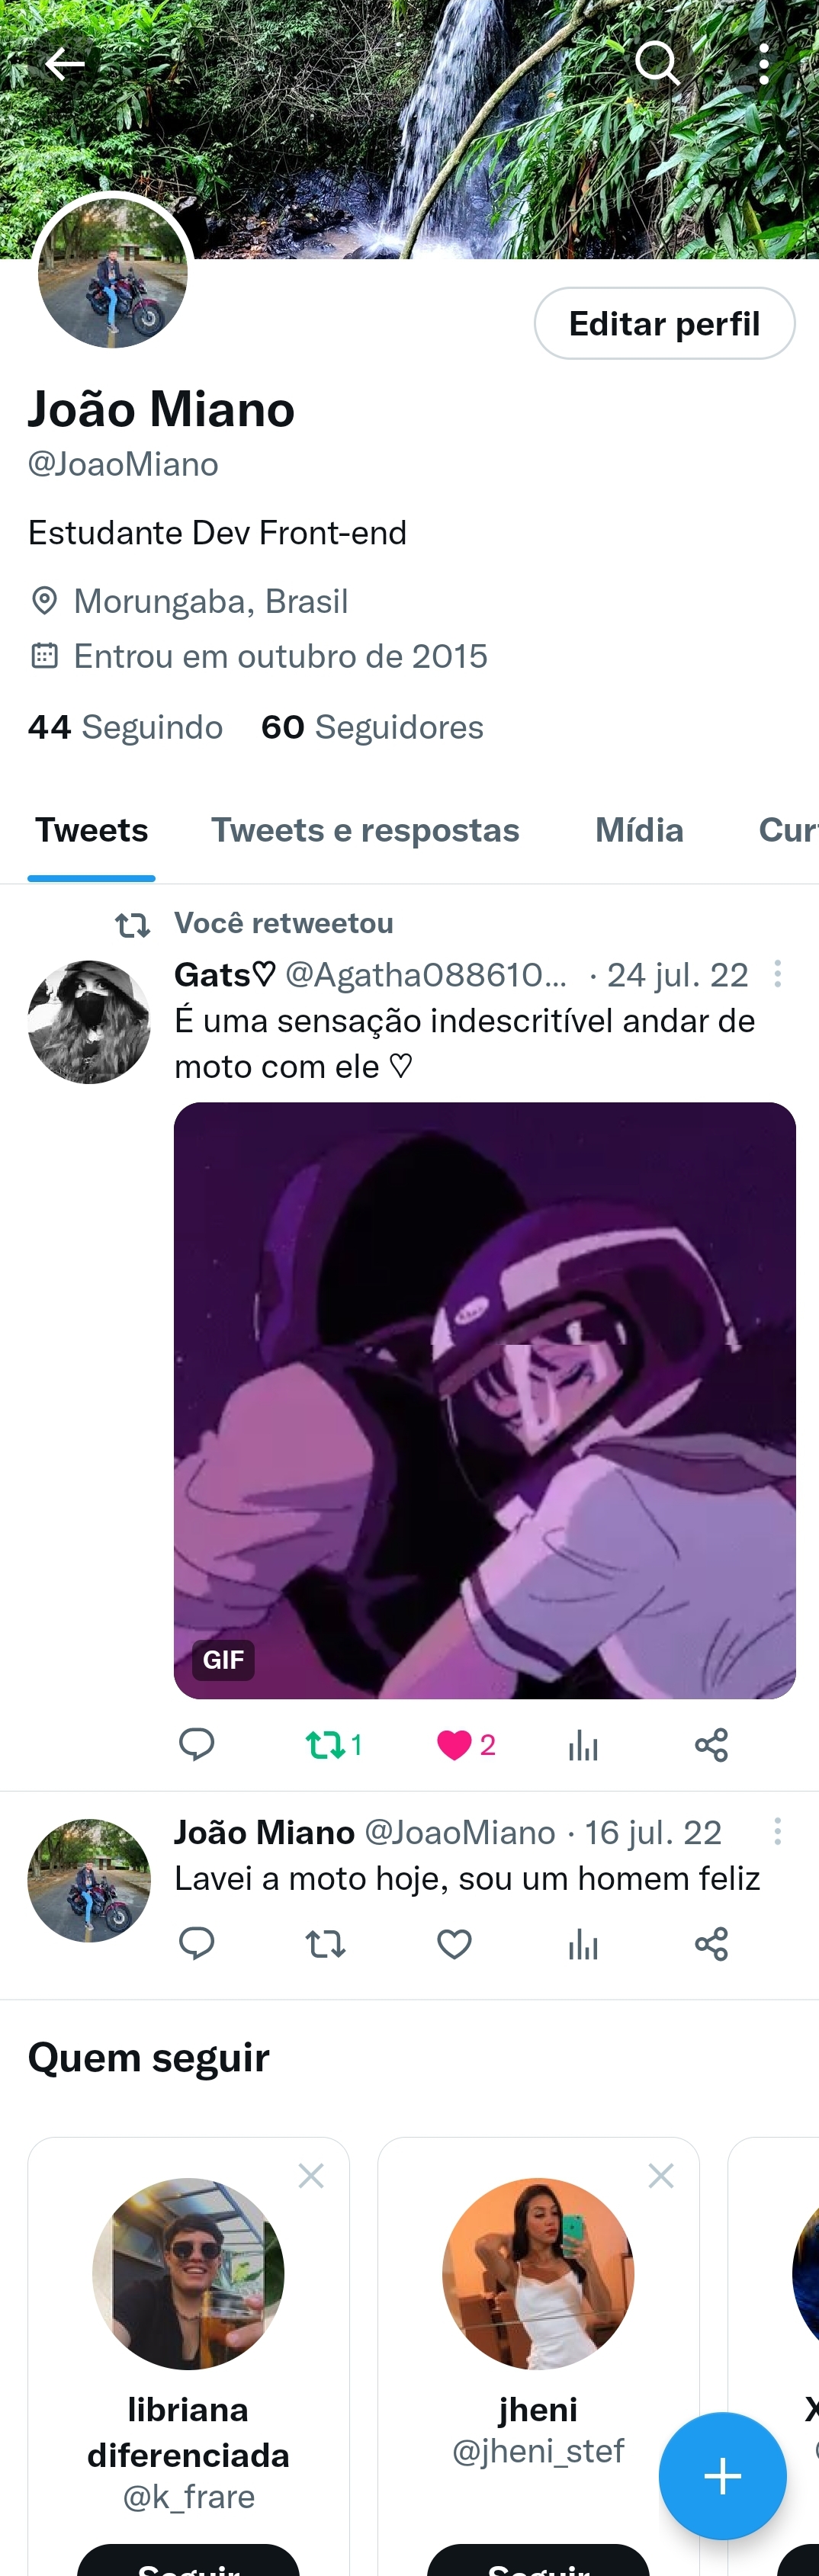 Editar perfil
João Miano
@JoaoMiano
Estudante Dev Front-end
Morungaba, Brasil
Entrou em outubro de 2015
44 Seguindo 60 Seguidores
Tweets Tweets e respostas Mídia Cur
Você retweetou
Gats♡ @Agatha088610... · 24 jul. 22
É uma sensação indescritível andar de
moto com ele ♡
GIF
1 2
João Miano @JoaoMiano · 16 jul. 22
Lavei a moto hoje, sou um homem feliz
Quem seguir
libriana
diferenciada
@k_frare
jheni
@jheni_stef
Seguir Seguir